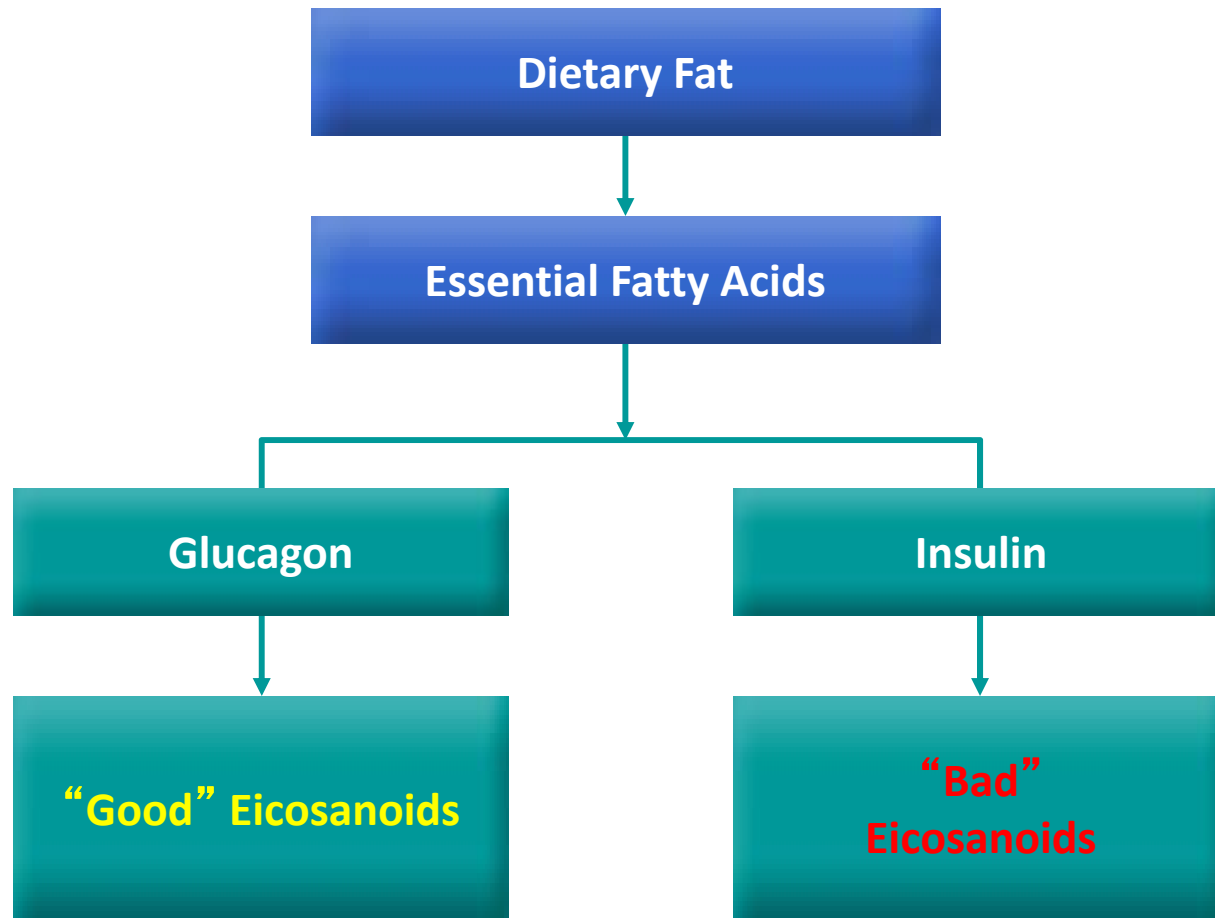 Dietary Fat
Essential Fatty Acids
Glucagon
Insulin
“Good” Eicosanoids
“Bad”
Eicosanoids